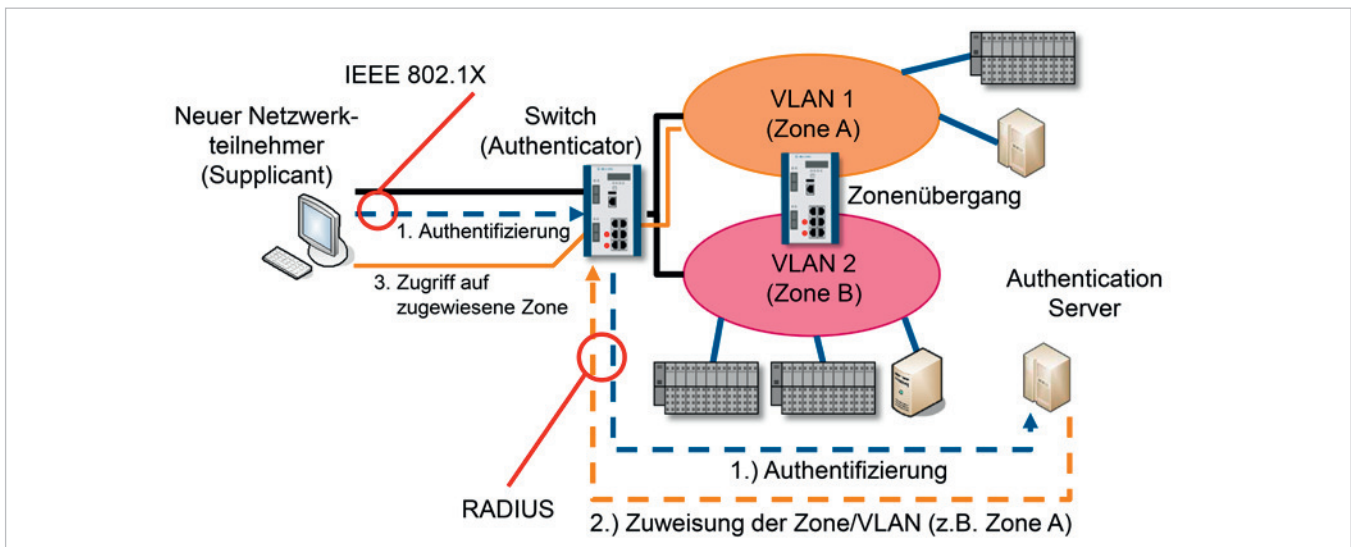 IEEE 802.1X
Neuer Netzwerk-
teilnehmer
(Supplicant)
Switch
(Authenticator)
VLAN 1
(Zone A)
Zonenübergang
1. Authentifizierung
VLAN 2
(Zone B)
3. Zugriff auf
zugewiesene Zone
Authentication
Server
1.) Authentifizierung
RADIUS
2.) Zuweisung der Zone/VLAN (z.B. Zone A)